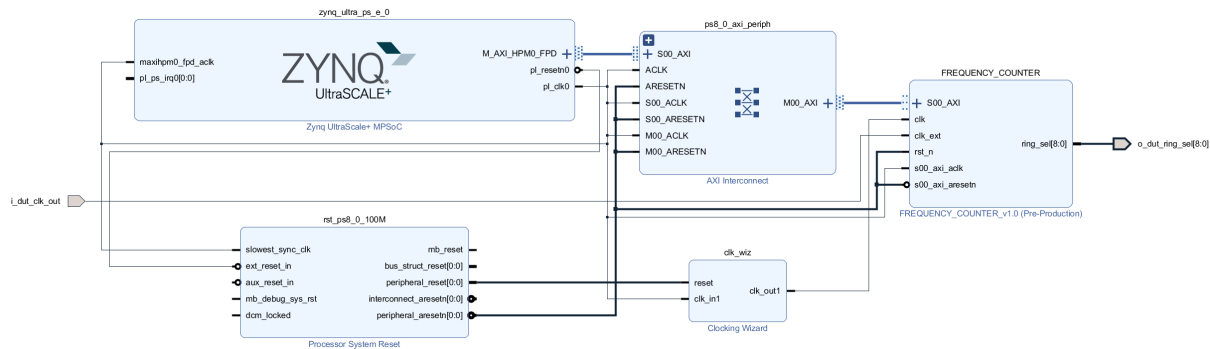 zynq_ultra_ps_e_0
maxihpm0_fpd_aclk
pl_ps_irq0[0:0]
ZYNQ
UltraSCALE+
M_AXI_HPM0_FPD
pl_resetn0
pl_clk0
Zynq UltraScale+ MPSoC
ps8_0_axi_periph
S00_AXI
ACLK
ARESETN
S00_ACLK
S00_ARESETN
M00_ACLK
M00_ARESETN
M00_AXI
AXI Interconnect
FREQUENCY_COUNTER
S00_AXI
clk
clk_ext
rst_n
s00_axi_aclk
s00_axi_aresetn
ring_sel[8:0]
FREQUENCY_COUNTER_v1.0 (Pre-Production)
o_dut_ring_sel[8:0]
i_dut_clk_out
rst_ps8_0_100M
slowest_sync_clk
ext_reset_in
aux_reset_in
mb_debug_sys_rst
dcm_locked
mb_reset
bus_struct_reset[0:0]
peripheral_reset[0:0]
interconnect_aresetn[0:0]
peripheral_aresetn[0:0]
Processor System Reset
clk_wiz
reset
clk_in1
clk_out1
Clocking Wizard